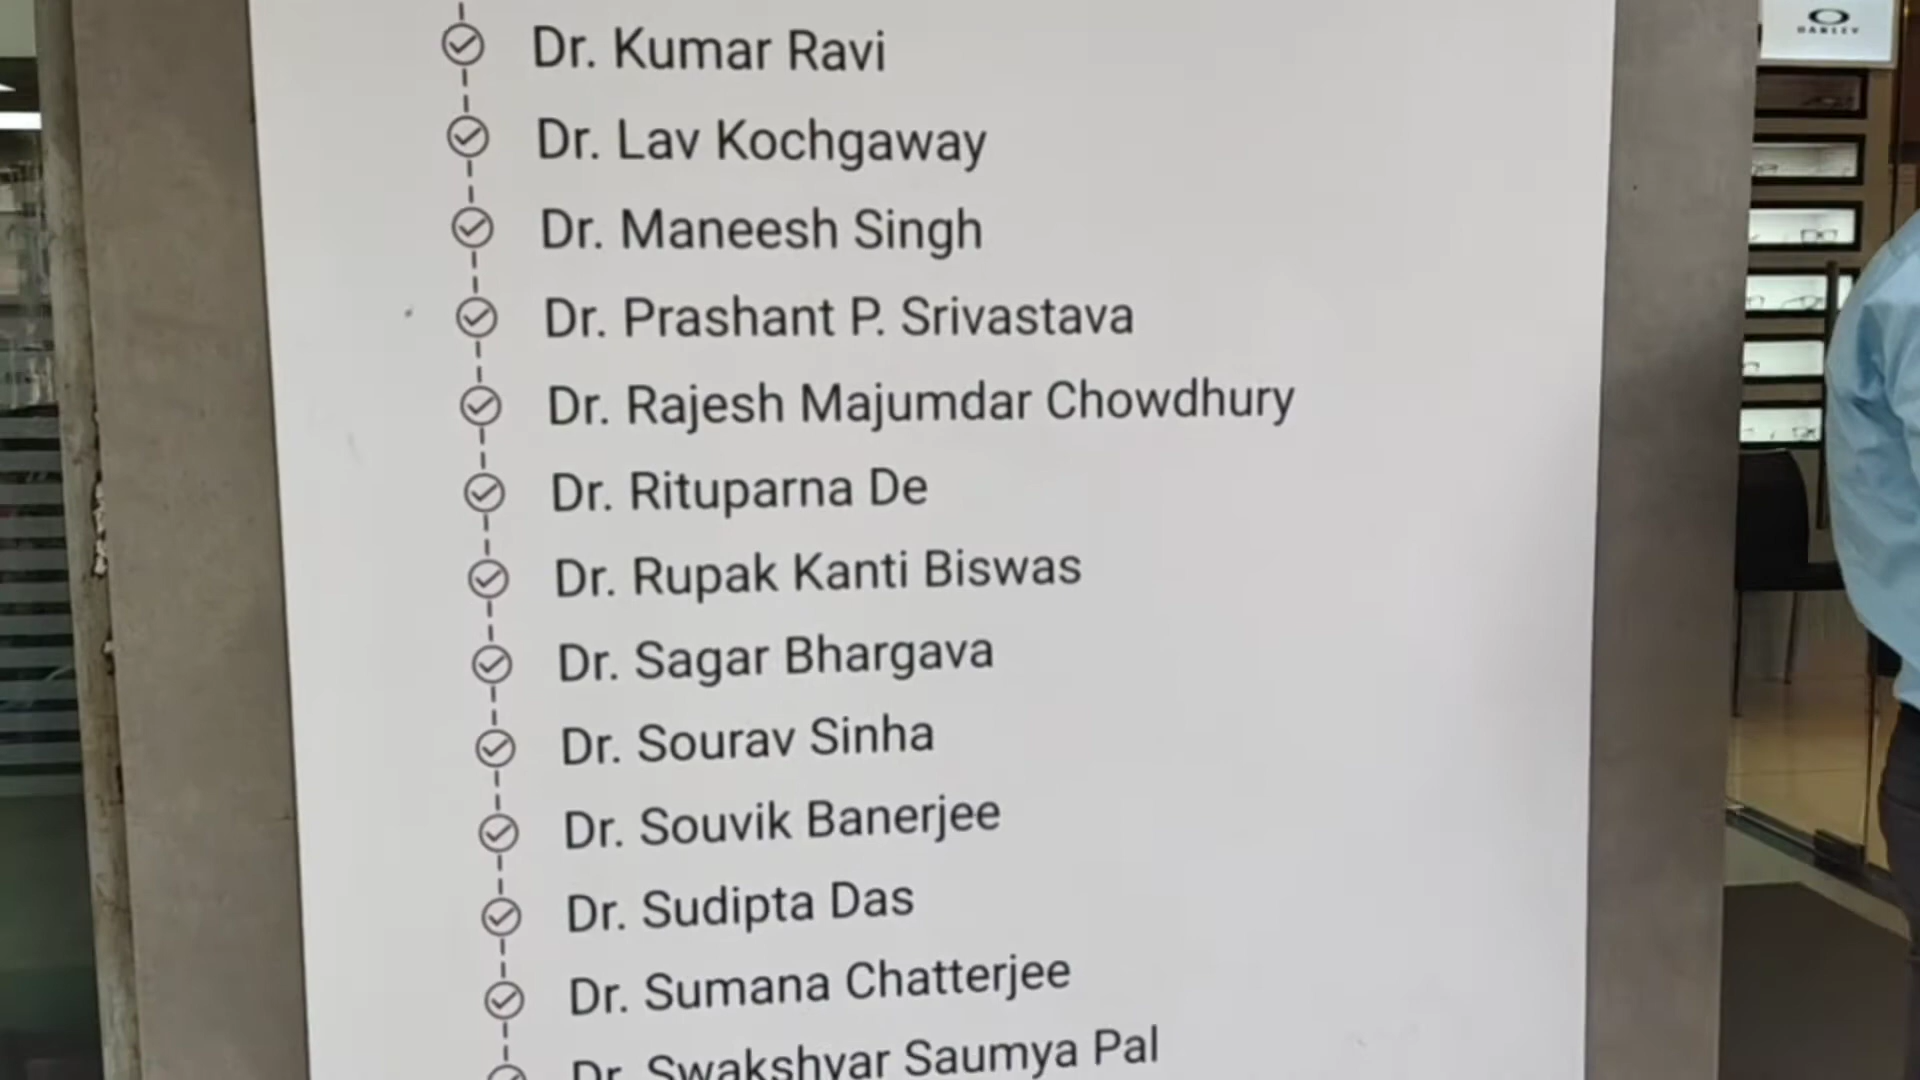 OAKLEY
Dr. Kumar Ravi
Dr. Lav Kochgaway
Dr. Maneesh Singh
Dr. Prashant P. Srivastava
Dr. Rajesh Majumdar Chowdhury
Dr. Rituparna De
Dr. Rupak Kanti Biswas
Dr. Sagar Bhargava
Dr. Sourav Sinha
Dr. Souvik Banerjee
Dr. Sudipta Das
Dr. Sumana Chatterjee
Dr. Swakshyar Saumya Pal